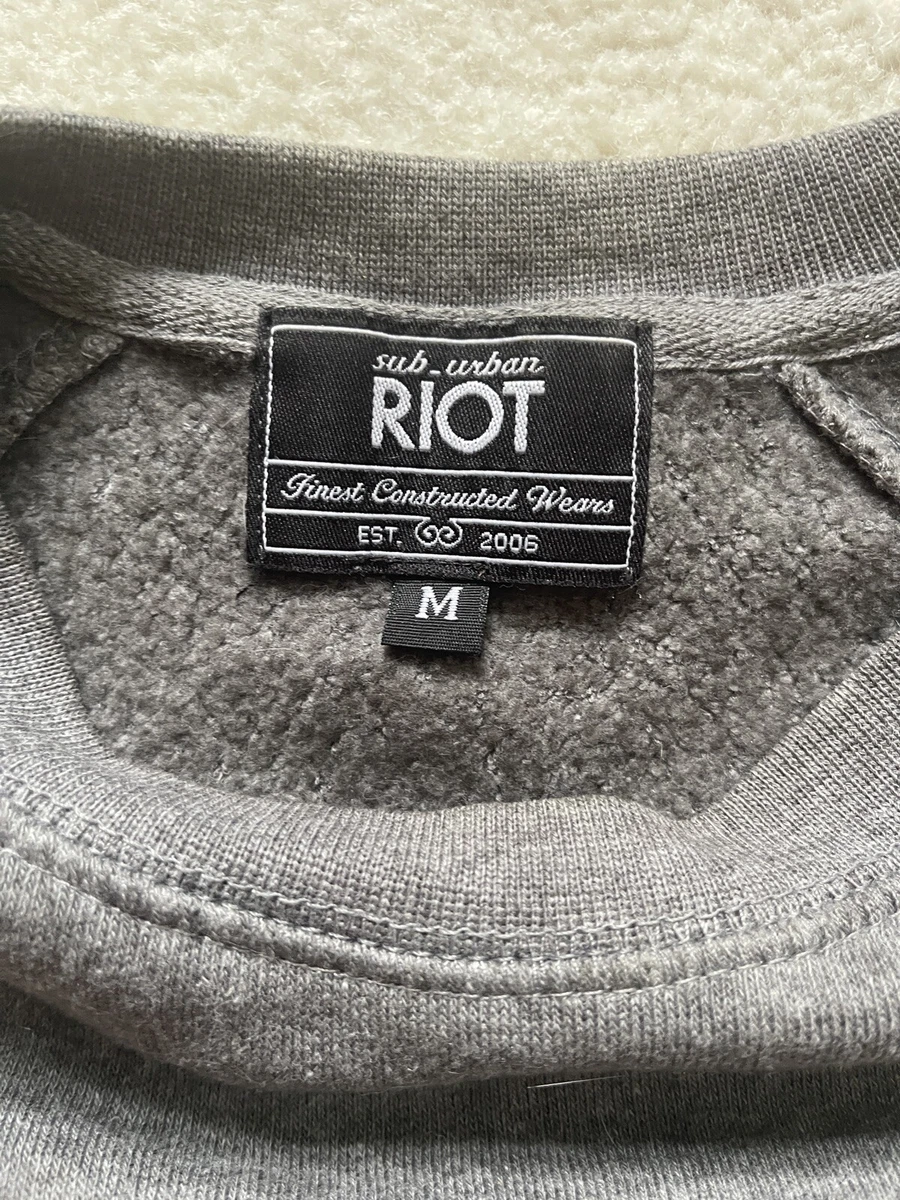 sub_urban
RIOT
Finest Constructed Wears
EST. 2006
M